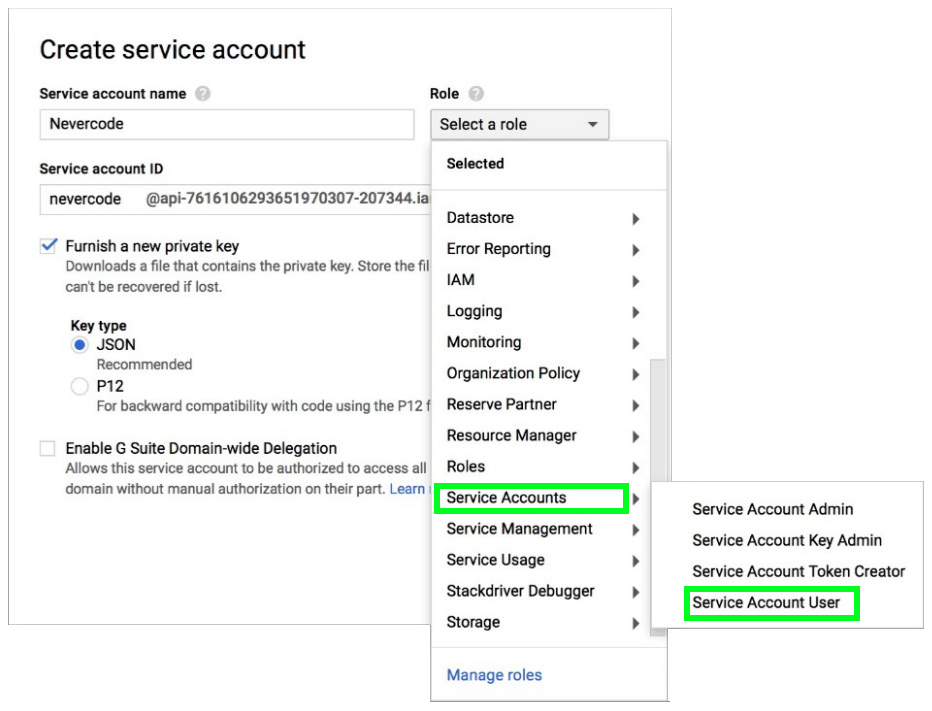 Create service account
Service account name
Role
Nevercode
Select a role
Service account ID
nevercode @api-7616106293651970307-207344.ia
Furnish a new private key
Downloads a file that contains the private key. Store the fil
can't be recovered if lost.
Key type
JSON
Recommended
P12
For backward compatibility with code using the P12 f
Enable G Suite Domain-wide Delegation
Allows this service account to be authorized to access all
domain without manual authorization on their part. Learn
Selected
Datastore
Error Reporting
IAM
Logging
Monitoring
Organization Policy
Reserve Partner
Resource Manager
Roles
Service Accounts
Service Management
Service Usage
Stackdriver Debugger
Storage
Manage roles
Service Account Admin
Service Account Key Admin
Service Account Token Creator
Service Account User